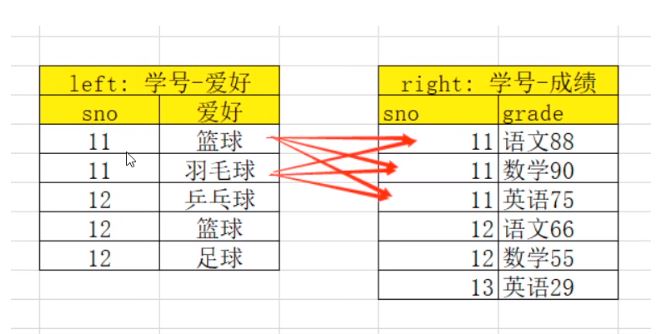 left: 学号-爱好
sno 爱好
11 篮球
11 羽毛球
12 乒乓球
12 篮球
12 足球
right: 学号-成绩
sno grade
11 语文88
11 数学90
11 英语75
12 语文66
12 数学55
13 英语29